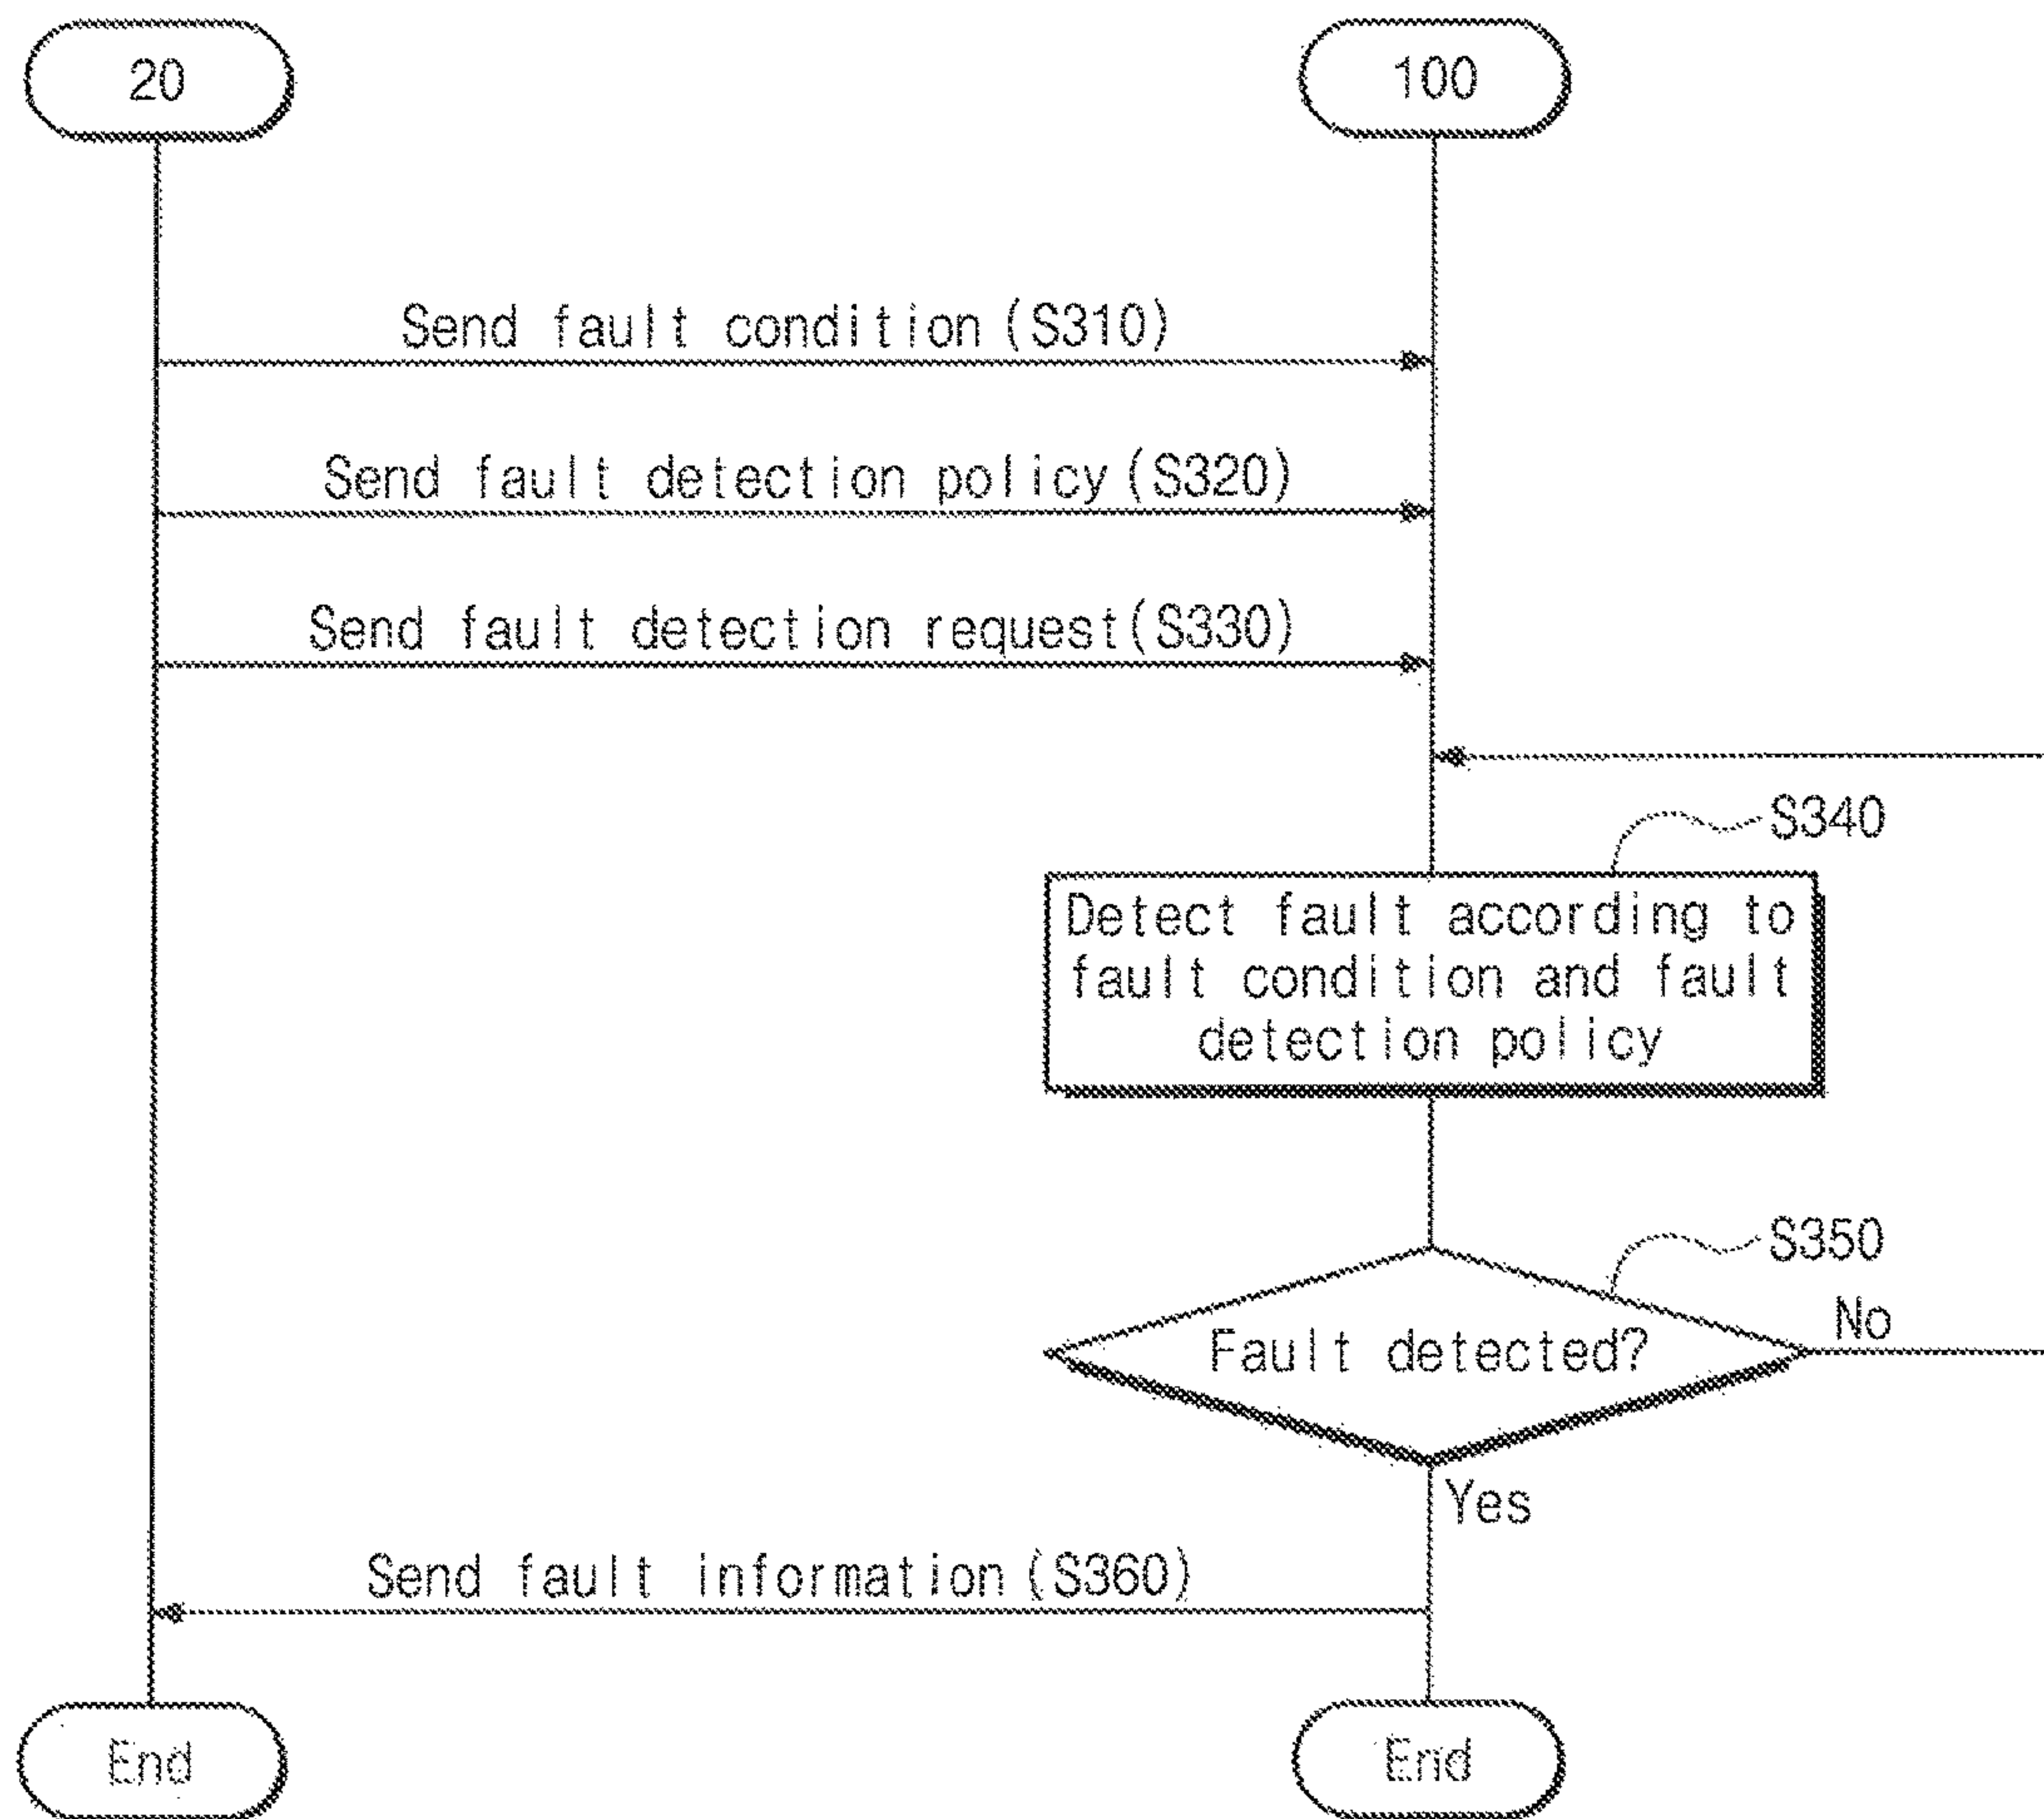 20
100
Send fault condition (S310)
Send fault detection policy (S320)
Send fault detection request(S330)
S340
Detect fault according to
fault condition and fault
detection policy
S350
Fault detected?
No
Yes
Send fault information (S360)
End
End